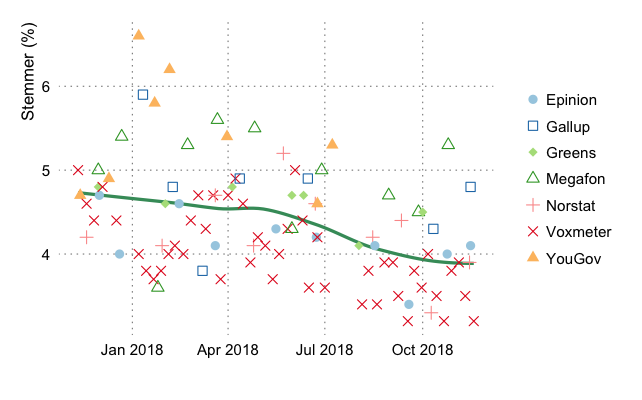 Stemmer (%)
6
5
4
Jan 2018 Apr 2018 Jul 2018 Oct 2018
Epinion
Gallup
Greens
Megafon
Norstat
Voxmeter
YouGov